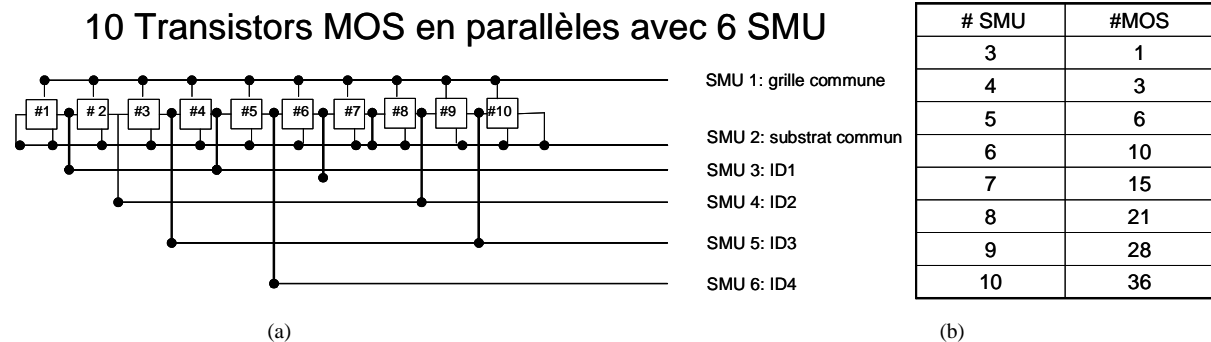 10 Transistors MOS en parallèles avec 6 SMU
#1 # 2 #3 #4 #5 #6 #7 #8 #9 #10
SMU 1: grille commune
SMU 2: substrat commun
SMU 3: ID1
SMU 4: ID2
SMU 5: ID3
SMU 6: ID4
(a)
# SMU #MOS
3 1
4 3
5 6
6 10
7 15
8 21
9 28
10 36
(b)